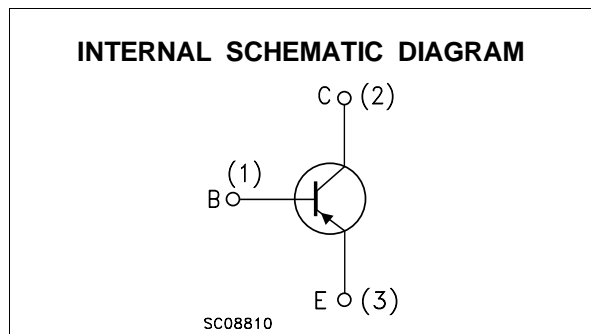 INTERNAL SCHEMATIC DIAGRAM
C (2)
(1)
B
E (3)
SC08810